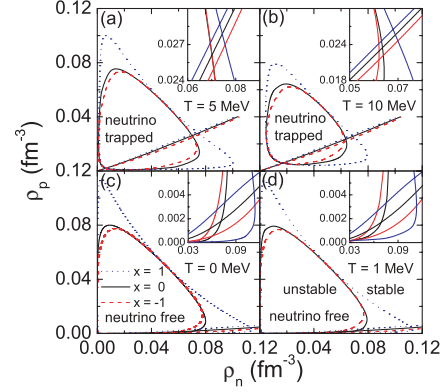 (a)
0.027
0.024
0.06 0.08
T = 5 MeV
neutrino
trapped
(b)
0.024
0.018
0.05 0.07
T = 10 MeV
neutrino
trapped
0.12
0.08
0.04
0.00
(c)
0.004
0.002
0.000
0.03 0.09
T = 0 MeV
x = 1
x = 0
x = -1
neutrino free
(d)
0.004
0.002
0.000
0.03 0.09
T = 1 MeV
unstable stable
neutrino free
0.12
0.08
0.04
0.00
0.00 0.04 0.08 0.12
0.04 0.08 0.12
ρp (fm-3)
ρn (fm-3)